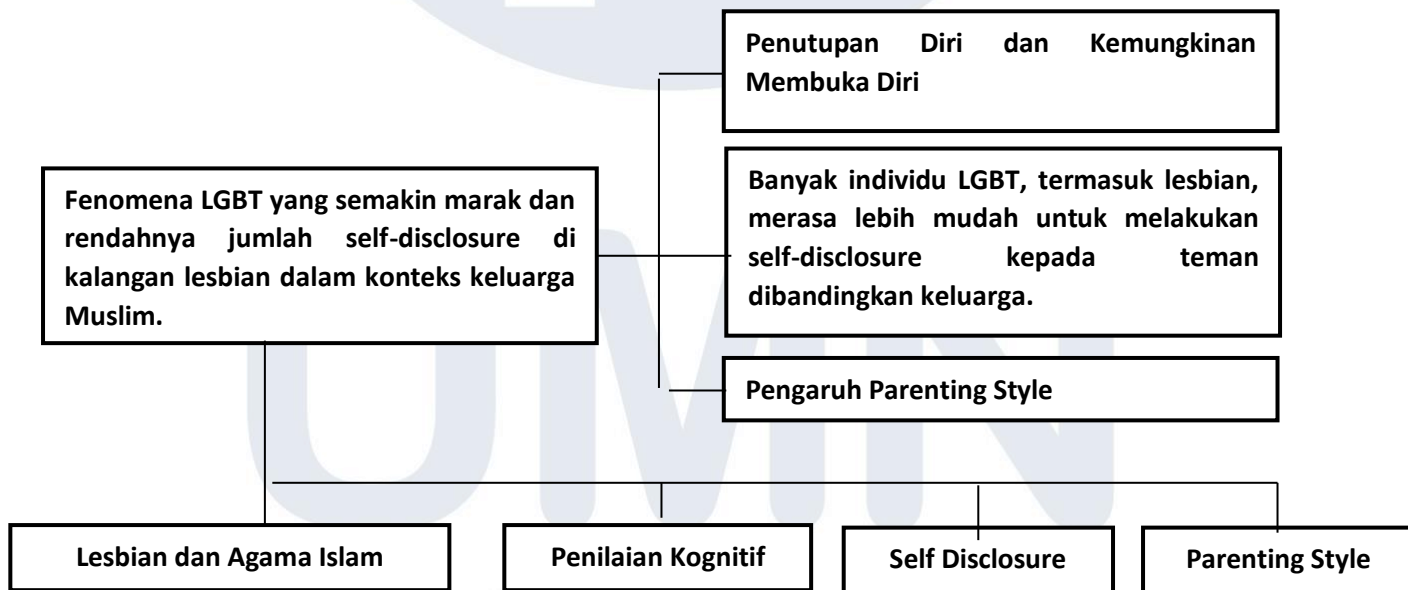 Penutupan Diri dan Kemungkinan
Membuka Diri
Fenomena LGBT yang semakin marak dan
rendahnya jumlah self-disclosure di
kalangan lesbian dalam konteks keluarga
Muslim.
Banyak individu LGBT, termasuk lesbian,
merasa lebih mudah untuk melakukan
self-disclosure kepada teman
dibandingkan keluarga.
Pengaruh Parenting Style
UMN
Lesbian dan Agama Islam
Penilaian Kognitif
Self Disclosure
Parenting Style